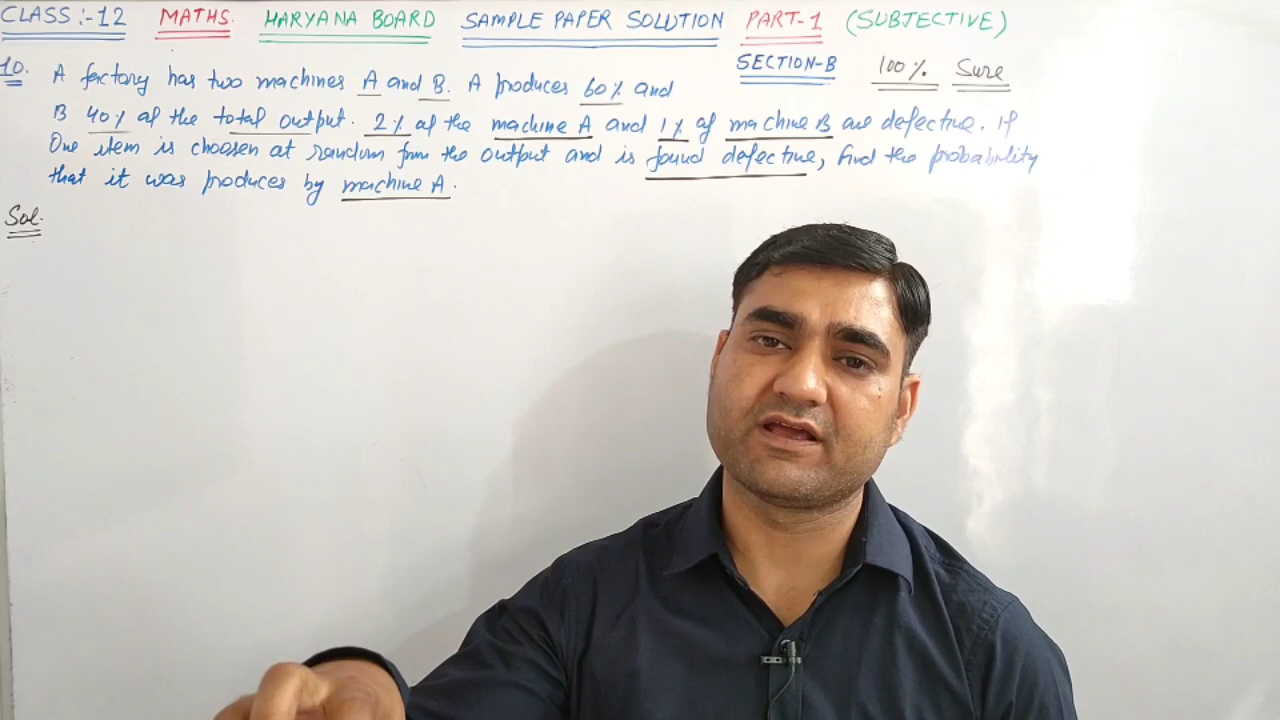 CLASS :- 12 MATHS. HARYANA BOARD SAMPLE PAPER SOLUTION PART-1 (SUBJECTIVE)
SECTION-B 100% Sure
10. A factory has two machines A and B. A produces 60% and
B 40% of the total output. 2% of the machine A and 1% of machine B are defective. If
One item is choosen at random from the output and is found defective, find the probability
that it was produces by machine A.
Sol.